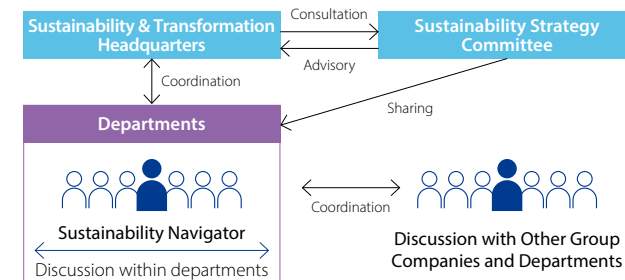 Sustainability & Transformation
Headquarters
Consultation
Advisory
Sustainability Strategy
Committee
Coordination
Sharing
Departments
Sustainability Navigator
Discussion within departments
Coordination
Discussion with Other Group
Companies and Departments